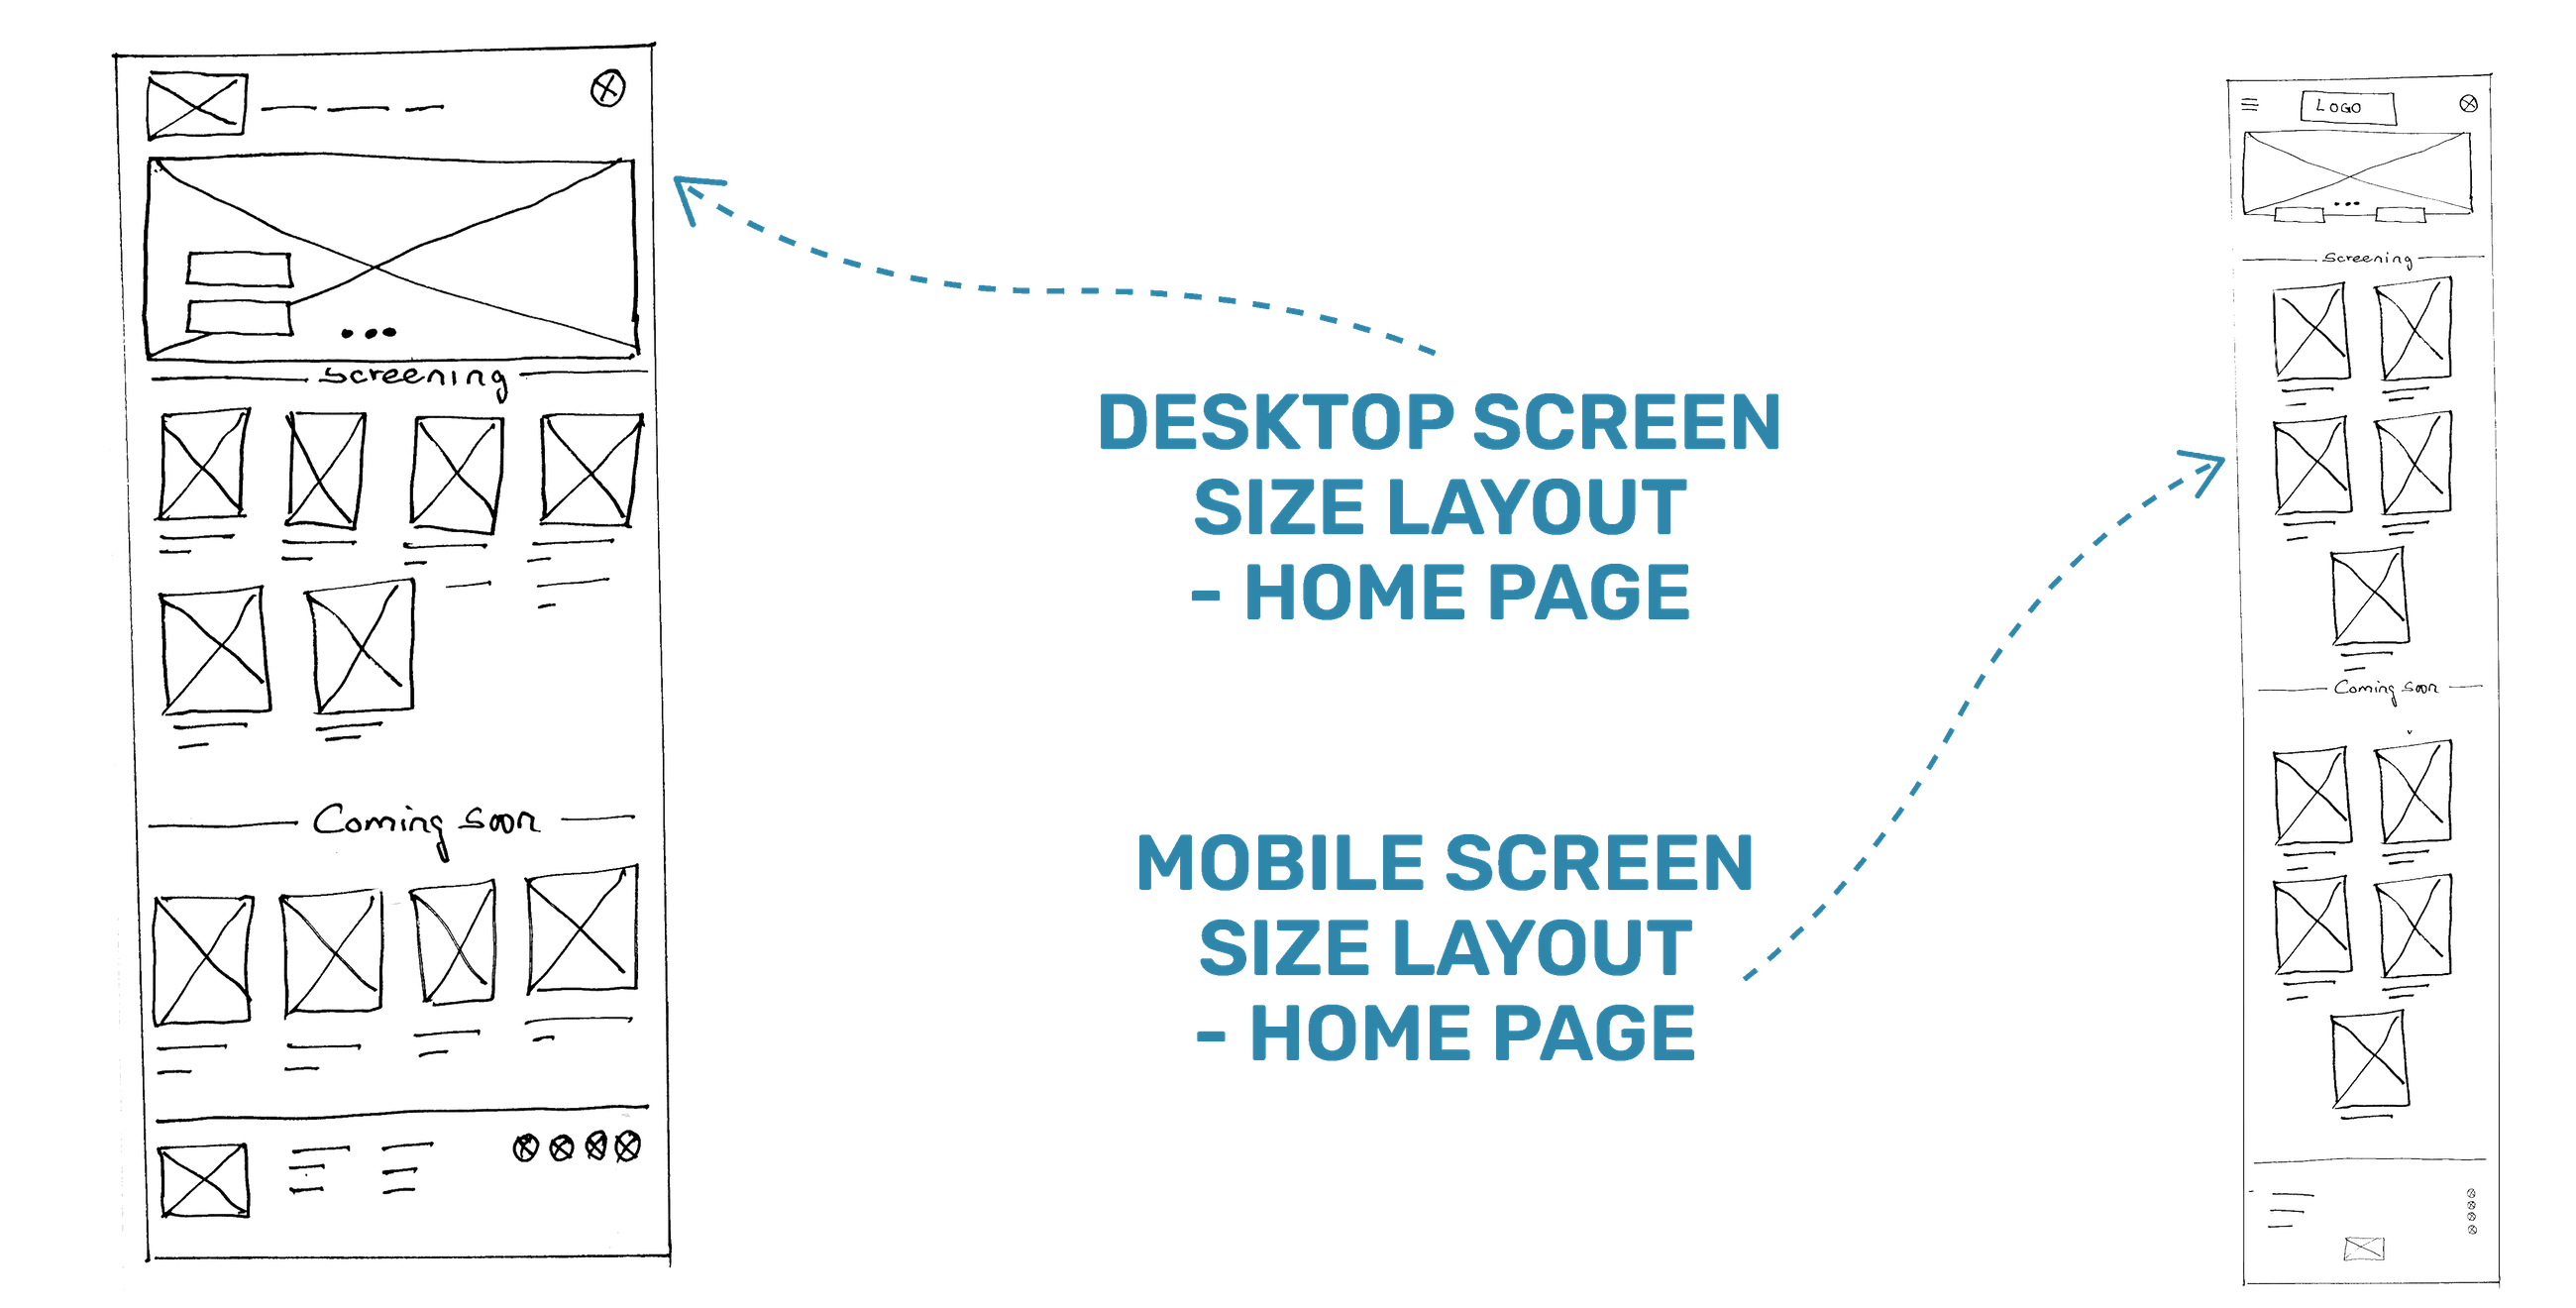 Screening
Coming Soon
DESKTOP SCREEN
SIZE LAYOUT
- HOME PAGE
MOBILE SCREEN
SIZE LAYOUT
- HOME PAGE
LOGO
Screening
Coming Soon